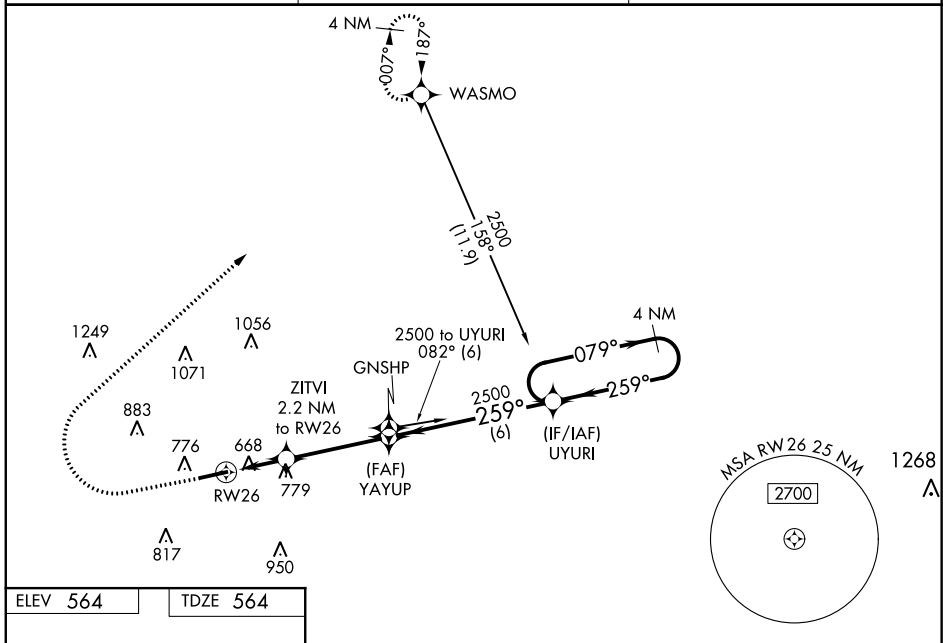 4 NM
007°
187°
WASMO
2500
158°
(11.9)
4 NM
079°
259°
2500 to UYURI
082° (6)
GNSHP
2500
259°
(6)
(IF/IAF)
UYURI
1249
1056
1071
ZITVI
2.2 NM
to RW26
883
776
668
779
RW26
(FAF)
YAYUP
817
950
MSA RW26 25 NM
2700
1268
ELEV 564
TDZE 564